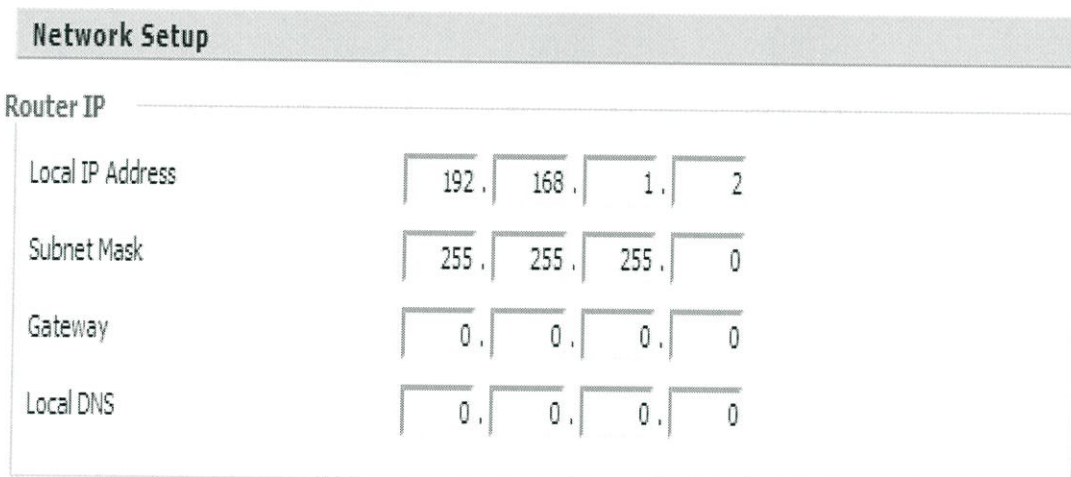 Network Setup
Router IP
Local IP Address 192. 168. 1. 2
Subnet Mask 255. 255. 255. 0
Gateway 0. 0. 0. 0
Local DNS 0. 0. 0. 0